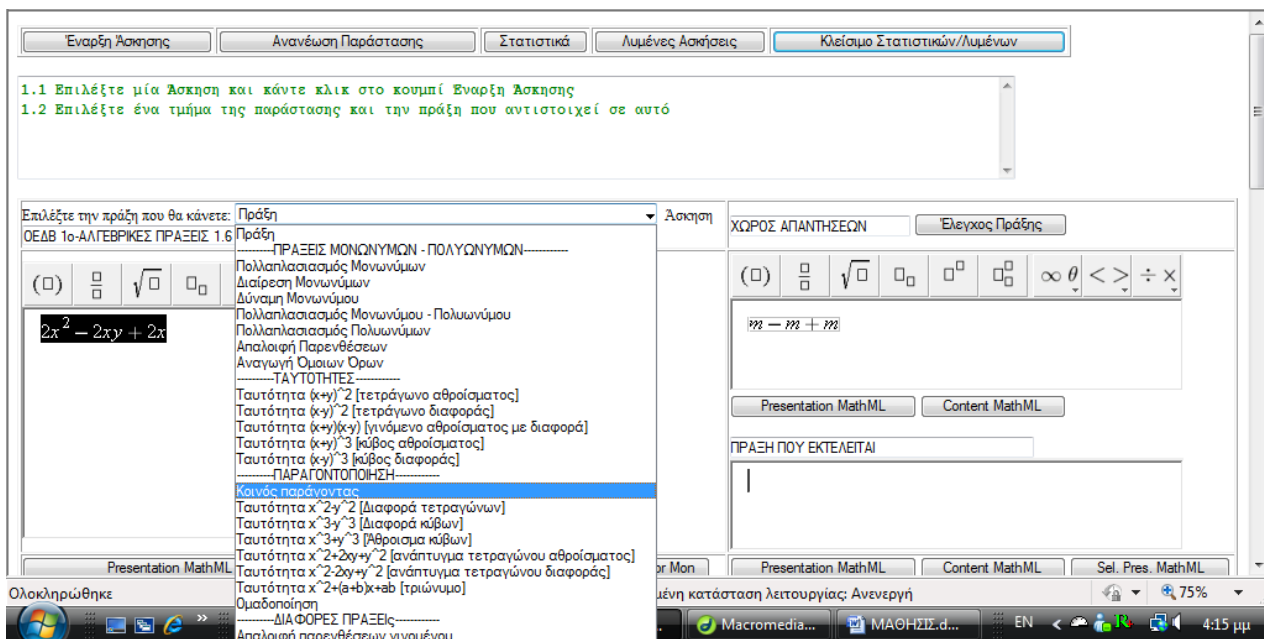 Έναρξη Άσκησης Ανανέωση Παράστασης Στατιστικά Λυμένες Ασκήσεις Κλείσιμο Στατιστικών/Λυμένων
1.1 Επιλέξτε μία Άσκηση και κάντε κλικ στο κουμπί Έναρξη Άσκησης
1.2 Επιλέξτε ένα τμήμα της παράστασης και την πράξη που αντιστοιχεί σε αυτό
Επιλέξτε την πράξη που θα κάνετε: Πράξη Άσκηση
ΟΕΔΒ 1ο-ΑΛΓΕΒΡΙΚΕΣ ΠΡΑΞΕΙΣ 1.6
2x^2 − 2xy + 2x
Πράξη
----------ΠΡΑΞΕΙΣ ΜΟΝΩΝΥΜΩΝ - ΠΟΛΥΩΝΥΜΩΝ------------
Πολλαπλασιασμός Μονωνύμων
Διαίρεση Μονωνύμων
Δύναμη Μονωνύμου
Πολλαπλασιασμός Μονωνύμου - Πολυωνύμου
Πολλαπλασιασμός Πολυωνύμων
Απαλοιφή Παρενθέσεων
Αναγωγή Όμοιων Όρων
----------ΤΑΥΤΟΤΗΤΕΣ------------
Ταυτότητα (x+y)^2 [τετράγωνο αθροίσματος]
Ταυτότητα (x-y)^2 [τετράγωνο διαφοράς]
Ταυτότητα (x+y)(x-y) [γινόμενο αθροίσματος με διαφορά]
Ταυτότητα (x+y)^3 [κύβος αθροίσματος]
Ταυτότητα (x-y)^3 [κύβος διαφοράς]
----------ΠΑΡΑΓΟΝΤΟΠΟΙΗΣΗ------------
Κοινός παράγοντας
Ταυτότητα x^2-y^2 [Διαφορά τετραγώνων]
Ταυτότητα x^3-y^3 [Διαφορά κύβων]
Ταυτότητα x^3+y^3 [Άθροισμα κύβων]
Ταυτότητα x^2+2xy+y^2 [ανάπτυγμα τετραγώνου αθροίσματος]
Ταυτότητα x^2-2xy+y^2 [ανάπτυγμα τετραγώνου διαφοράς]
Ταυτότητα x^2+(a+b)x+ab [τριώνυμο]
Ομαδοποίηση
----------ΔΙΑΦΟΡΕΣ ΠΡΑΞΕΙς------------
Απαλοιφή παρενθέσεων γινομένου
ΧΩΡΟΣ ΑΠΑΝΤΗΣΕΩΝ Έλεγχος Πράξης
(□) √□ ∞ θ < > ÷ ×
m − m + m
Presentation MathML Content MathML
ΠΡΑΞΗ ΠΟΥ ΕΚΤΕΛΕΙΤΑΙ
Presentation MathML or Mon Presentation MathML Content MathML Sel. Pres. MathML
Ολοκληρώθηκε μένη κατάσταση λειτουργίας: Ανενεργή 75%
Macromedia... ΜΑΘΗΣΙΣ.d... EN 4:15 μμ